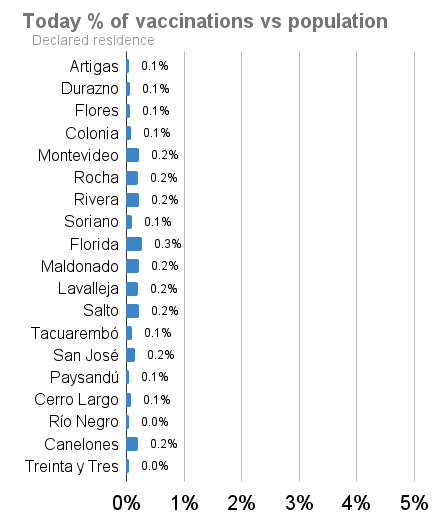 Today % of vaccinations vs population
Declared residence
Artigas 0.1%
Durazno 0.1%
Flores 0.1%
Colonia 0.1%
Montevideo 0.2%
Rocha 0.2%
Rivera 0.2%
Soriano 0.1%
Florida 0.3%
Maldonado 0.2%
Lavalleja 0.2%
Salto 0.2%
Tacuarembó 0.1%
San José 0.2%
Paysandú 0.1%
Cerro Largo 0.1%
Río Negro 0.0%
Canelones 0.2%
Treinta y Tres 0.0%
0% 1% 2% 3% 4% 5%